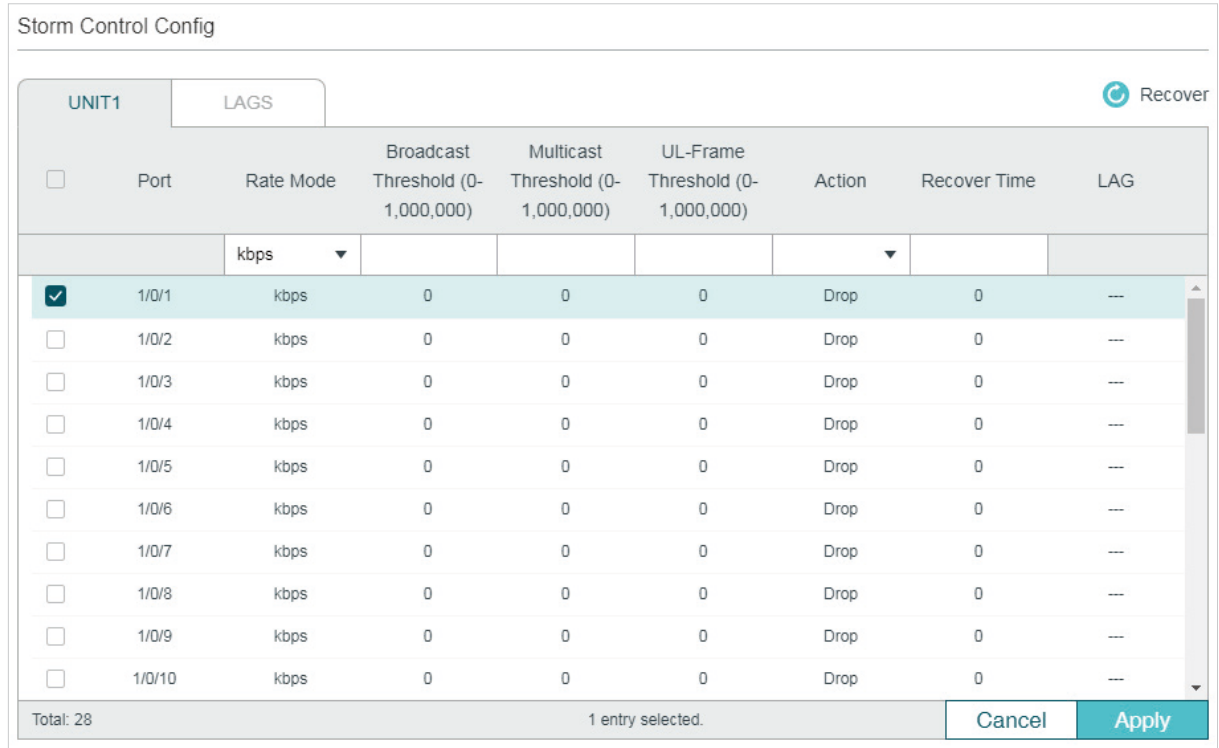 Storm Control Config
UNIT1 LAGS Recover
Port Rate Mode Broadcast Threshold (0-1,000,000) Multicast Threshold (0-1,000,000) UL-Frame Threshold (0-1,000,000) Action Recover Time LAG
kbps
1/0/1 kbps 0 0 0 Drop 0 ---
1/0/2 kbps 0 0 0 Drop 0 ---
1/0/3 kbps 0 0 0 Drop 0 ---
1/0/4 kbps 0 0 0 Drop 0 ---
1/0/5 kbps 0 0 0 Drop 0 ---
1/0/6 kbps 0 0 0 Drop 0 ---
1/0/7 kbps 0 0 0 Drop 0 ---
1/0/8 kbps 0 0 0 Drop 0 ---
1/0/9 kbps 0 0 0 Drop 0 ---
1/0/10 kbps 0 0 0 Drop 0 ---
Total: 28 1 entry selected. Cancel Apply